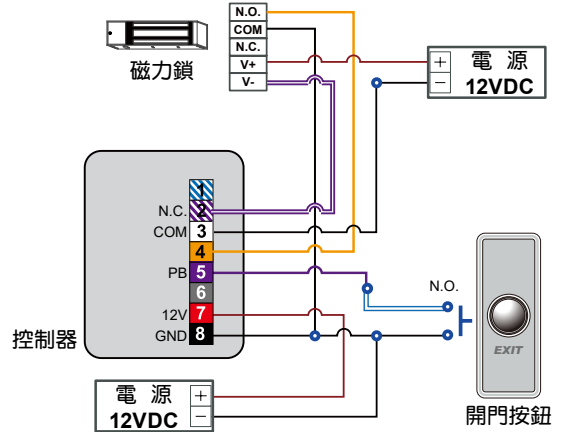 N.O.
COM
N.C.
V+
V-
磁力鎖
+
−
電 源
12VDC
1
N.C. 2
COM 3
4
PB 5
6
12V 7
GND 8
控制器
N.O.
EXIT
開門按鈕
電 源
12VDC
+
−